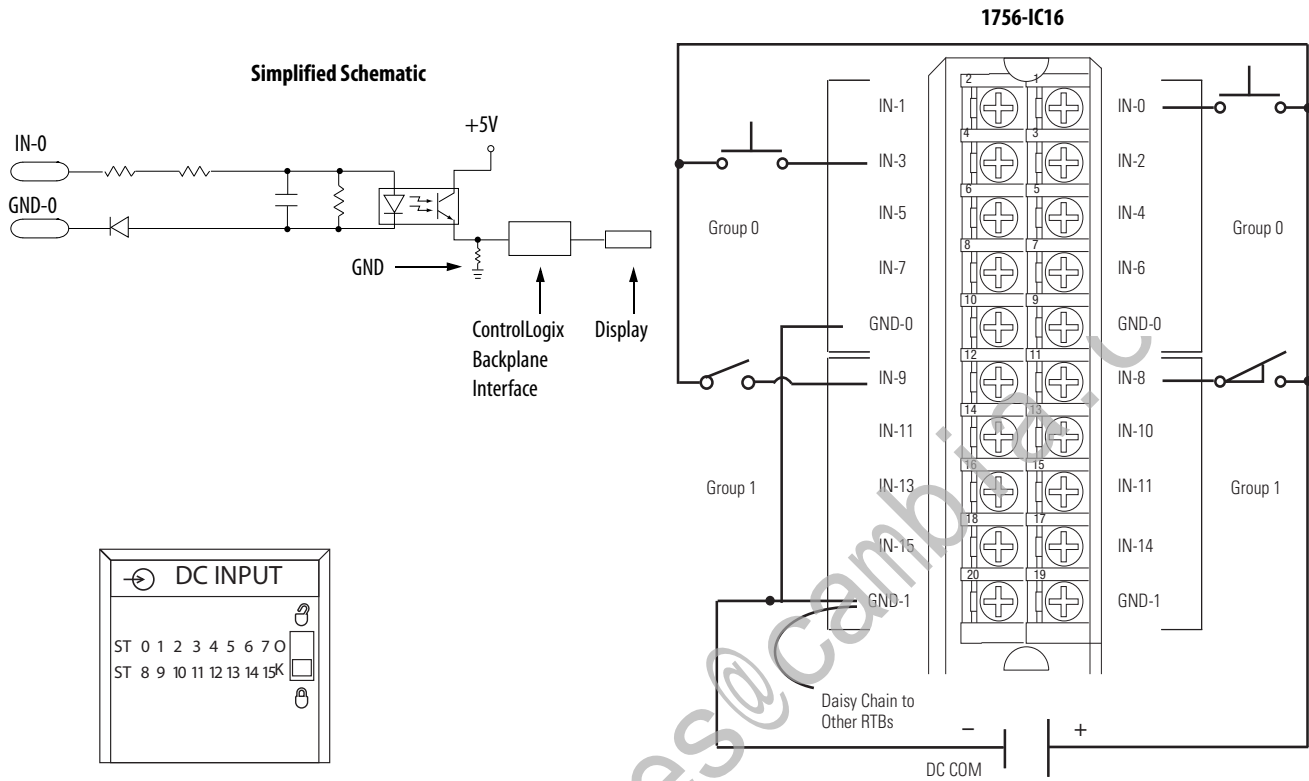 1756-IC16
Simplified Schematic
IN-0
GND-0
+5V
GND
ControlLogix
Backplane
Interface
Display
DC INPUT
ST 0 1 2 3 4 5 6 7 O
ST 8 9 10 11 12 13 14 15 K
2 1
IN-1 IN-0
4 3
IN-3 IN-2
6 5
IN-5 IN-4
Group 0 Group 0
8 7
IN-7 IN-6
10 9
GND-0 GND-0
12 11
IN-9 IN-8
14 13
IN-11 IN-10
16 15
Group 1 IN-13 IN-11 Group 1
18 17
IN-15 IN-14
20 19
GND-1 GND-1
Daisy Chain to
Other RTBs
– +
DC COM
es@cambia.c